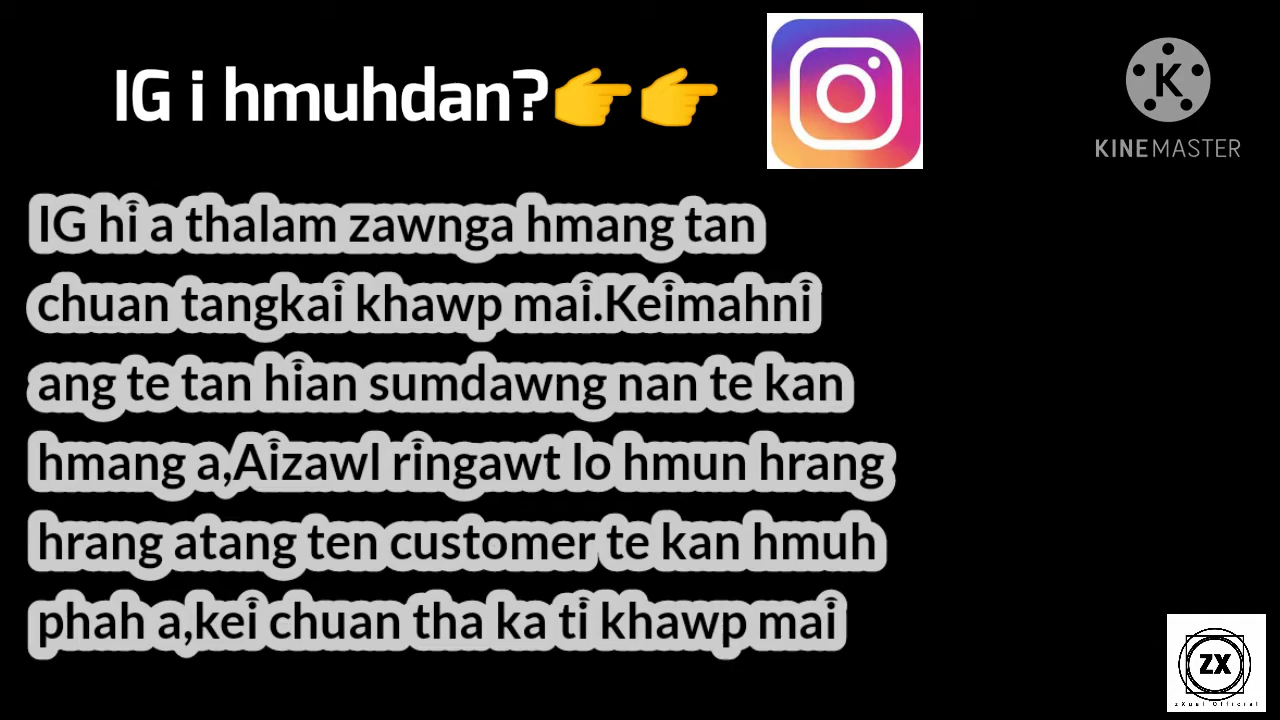 IG i hmuhdan?👉👉
KINEMASTER
IG hi a thalam zawnga hmang tan
chuan tangkai khawp mai.Keimahni
ang te tan hian sumdawng nan te kan
hmang a,Aizawl ringawt lo hmun hrang
hrang atang ten customer te kan hmuh
phah a,kei chuan tha ka ti khawp mai
ZX
zXual Official